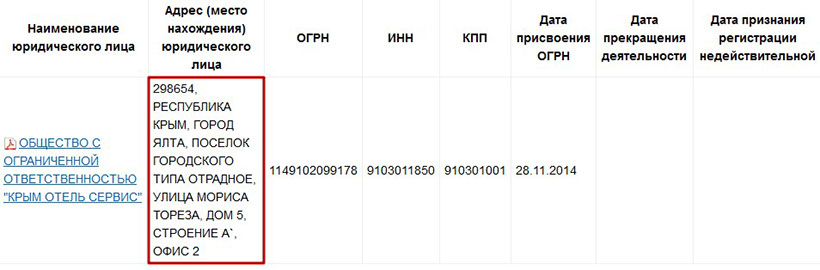 Наименование
юридического лица
Адрес (место
нахождения)
юридического
лица
ОГРН
ИНН
КПП
Дата
присвоения
ОГРН
Дата
прекращения
деятельности
Дата признания
регистрации
недействительной
ОБЩЕСТВО С
ОГРАНИЧЕННОЙ
ОТВЕТСТВЕННОСТЬЮ
"КРЫМ ОТЕЛЬ СЕРВИС"
298654,
РЕСПУБЛИКА
КРЫМ, ГОРОД
ЯЛТА, ПОСЕЛОК
ГОРОДСКОГО
ТИПА ОТРАДНОЕ,
УЛИЦА МОРИСА
ТОРЕЗА, ДОМ 5,
СТРОЕНИЕ А`,
ОФИС 2
1149102099178
9103011850
910301001
28.11.2014